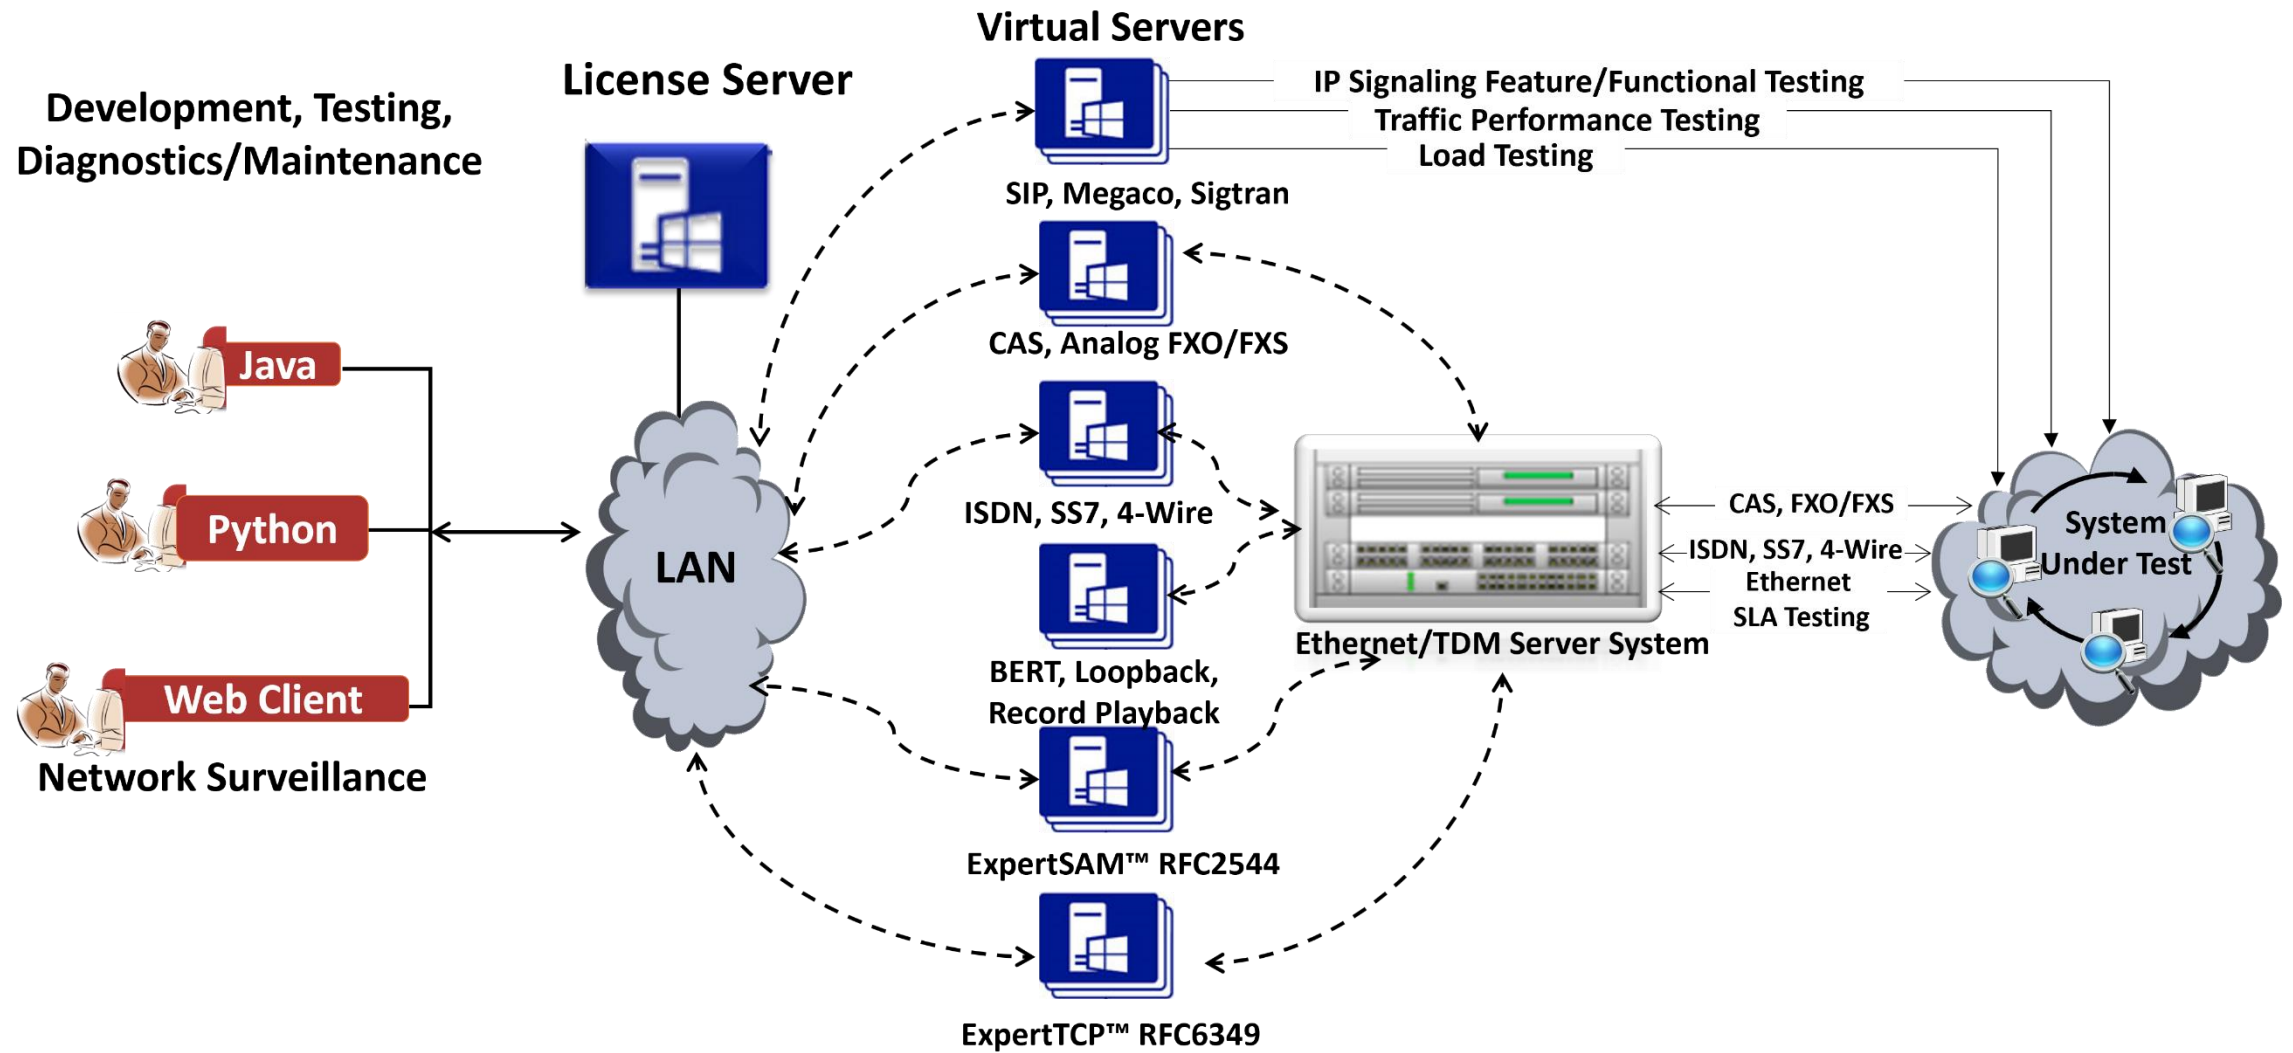 Development, Testing,
Diagnostics/Maintenance
Java
Python
Web Client
Network Surveillance
License Server
LAN
Virtual Servers
SIP, Megaco, Sigtran
CAS, Analog FXO/FXS
ISDN, SS7, 4-Wire
BERT, Loopback,
Record Playback
ExpertSAM™ RFC2544
ExpertTCP™ RFC6349
IP Signaling Feature/Functional Testing
Traffic Performance Testing
Load Testing
Ethernet/TDM Server System
CAS, FXO/FXS
ISDN, SS7, 4-Wire
Ethernet
SLA Testing
System
Under Test